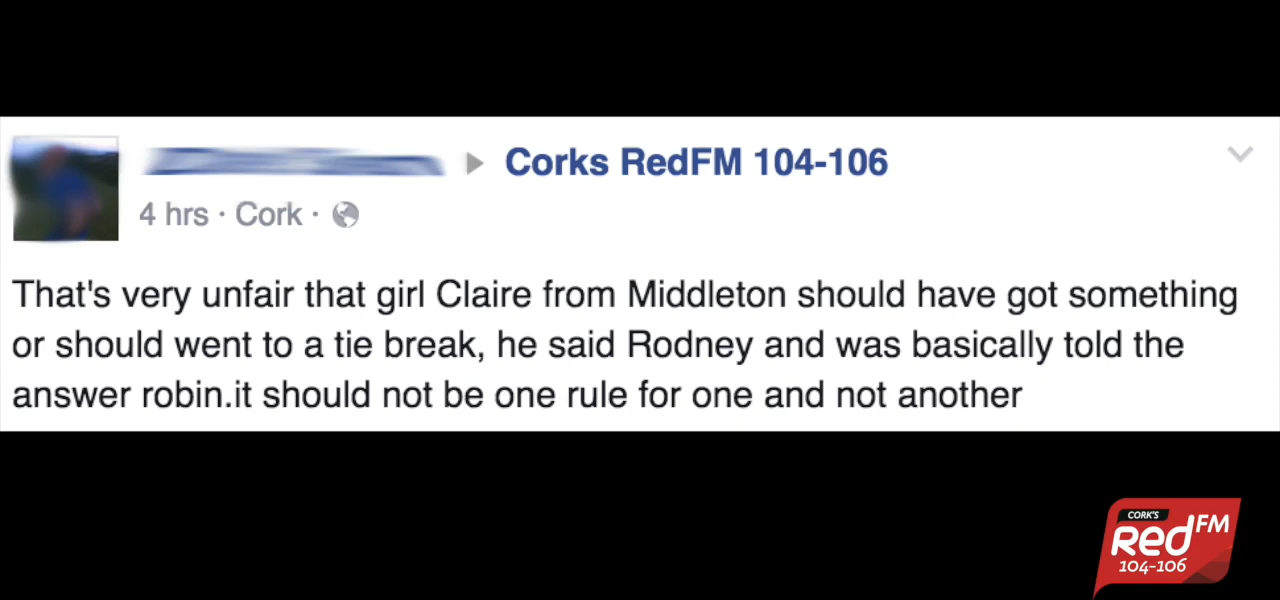 Corks RedFM 104-106
4 hrs · Cork ·
That's very unfair that girl Claire from Middleton should have got something
or should went to a tie break, he said Rodney and was basically told the
answer robin.it should not be one rule for one and not another
CORK'S
Red FM
104-106